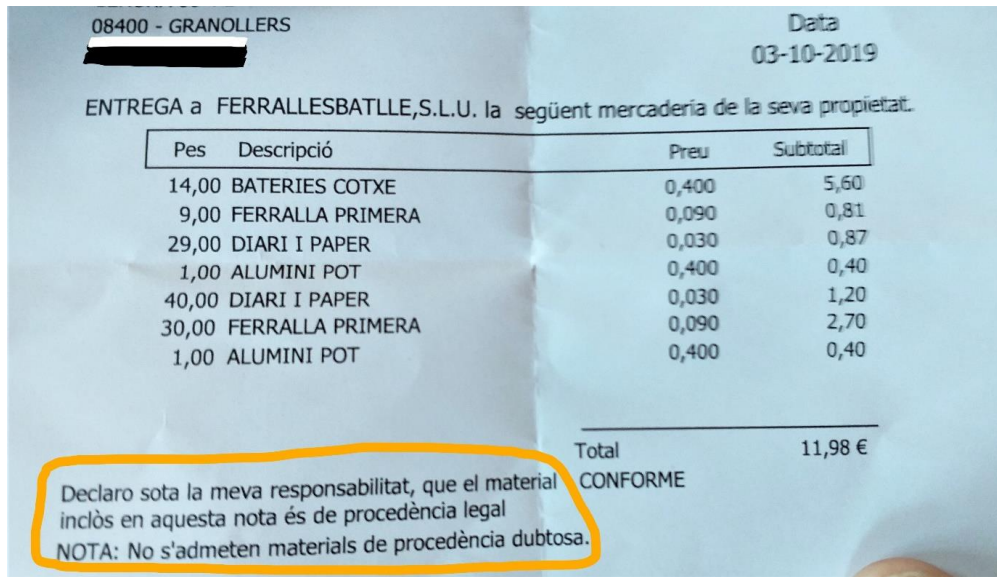 08400 - GRANOLLERS
Data
03-10-2019
ENTREGA a FERRALLESBATLLE,S.L.U. la següent mercaderia de la seva propietat.
Pes Descripció Preu Subtotal
14,00 BATERIES COTXE 0,400 5,60
9,00 FERRALLA PRIMERA 0,090 0,81
29,00 DIARI I PAPER 0,030 0,87
1,00 ALUMINI POT 0,400 0,40
40,00 DIARI I PAPER 0,030 1,20
30,00 FERRALLA PRIMERA 0,090 2,70
1,00 ALUMINI POT 0,400 0,40
Total 11,98 €
CONFORME
Declaro sota la meva responsabilitat, que el material
inclòs en aquesta nota és de procedència legal
NOTA: No s'admeten materials de procedència dubtosa.